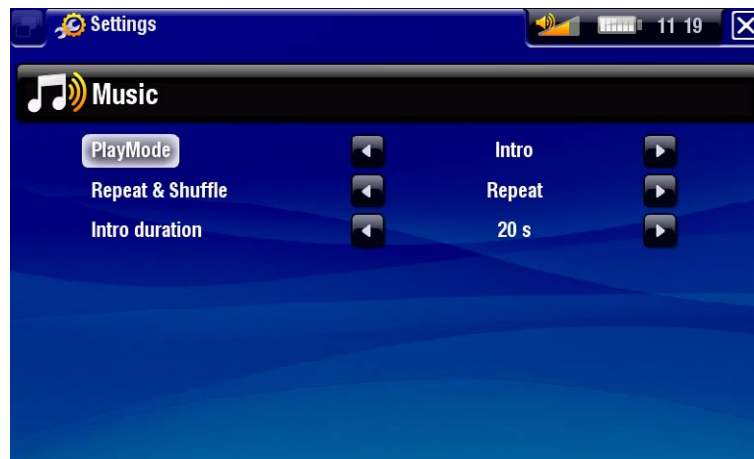 Settings 11 19
Music
PlayMode Intro
Repeat & Shuffle Repeat
Intro duration 20 s